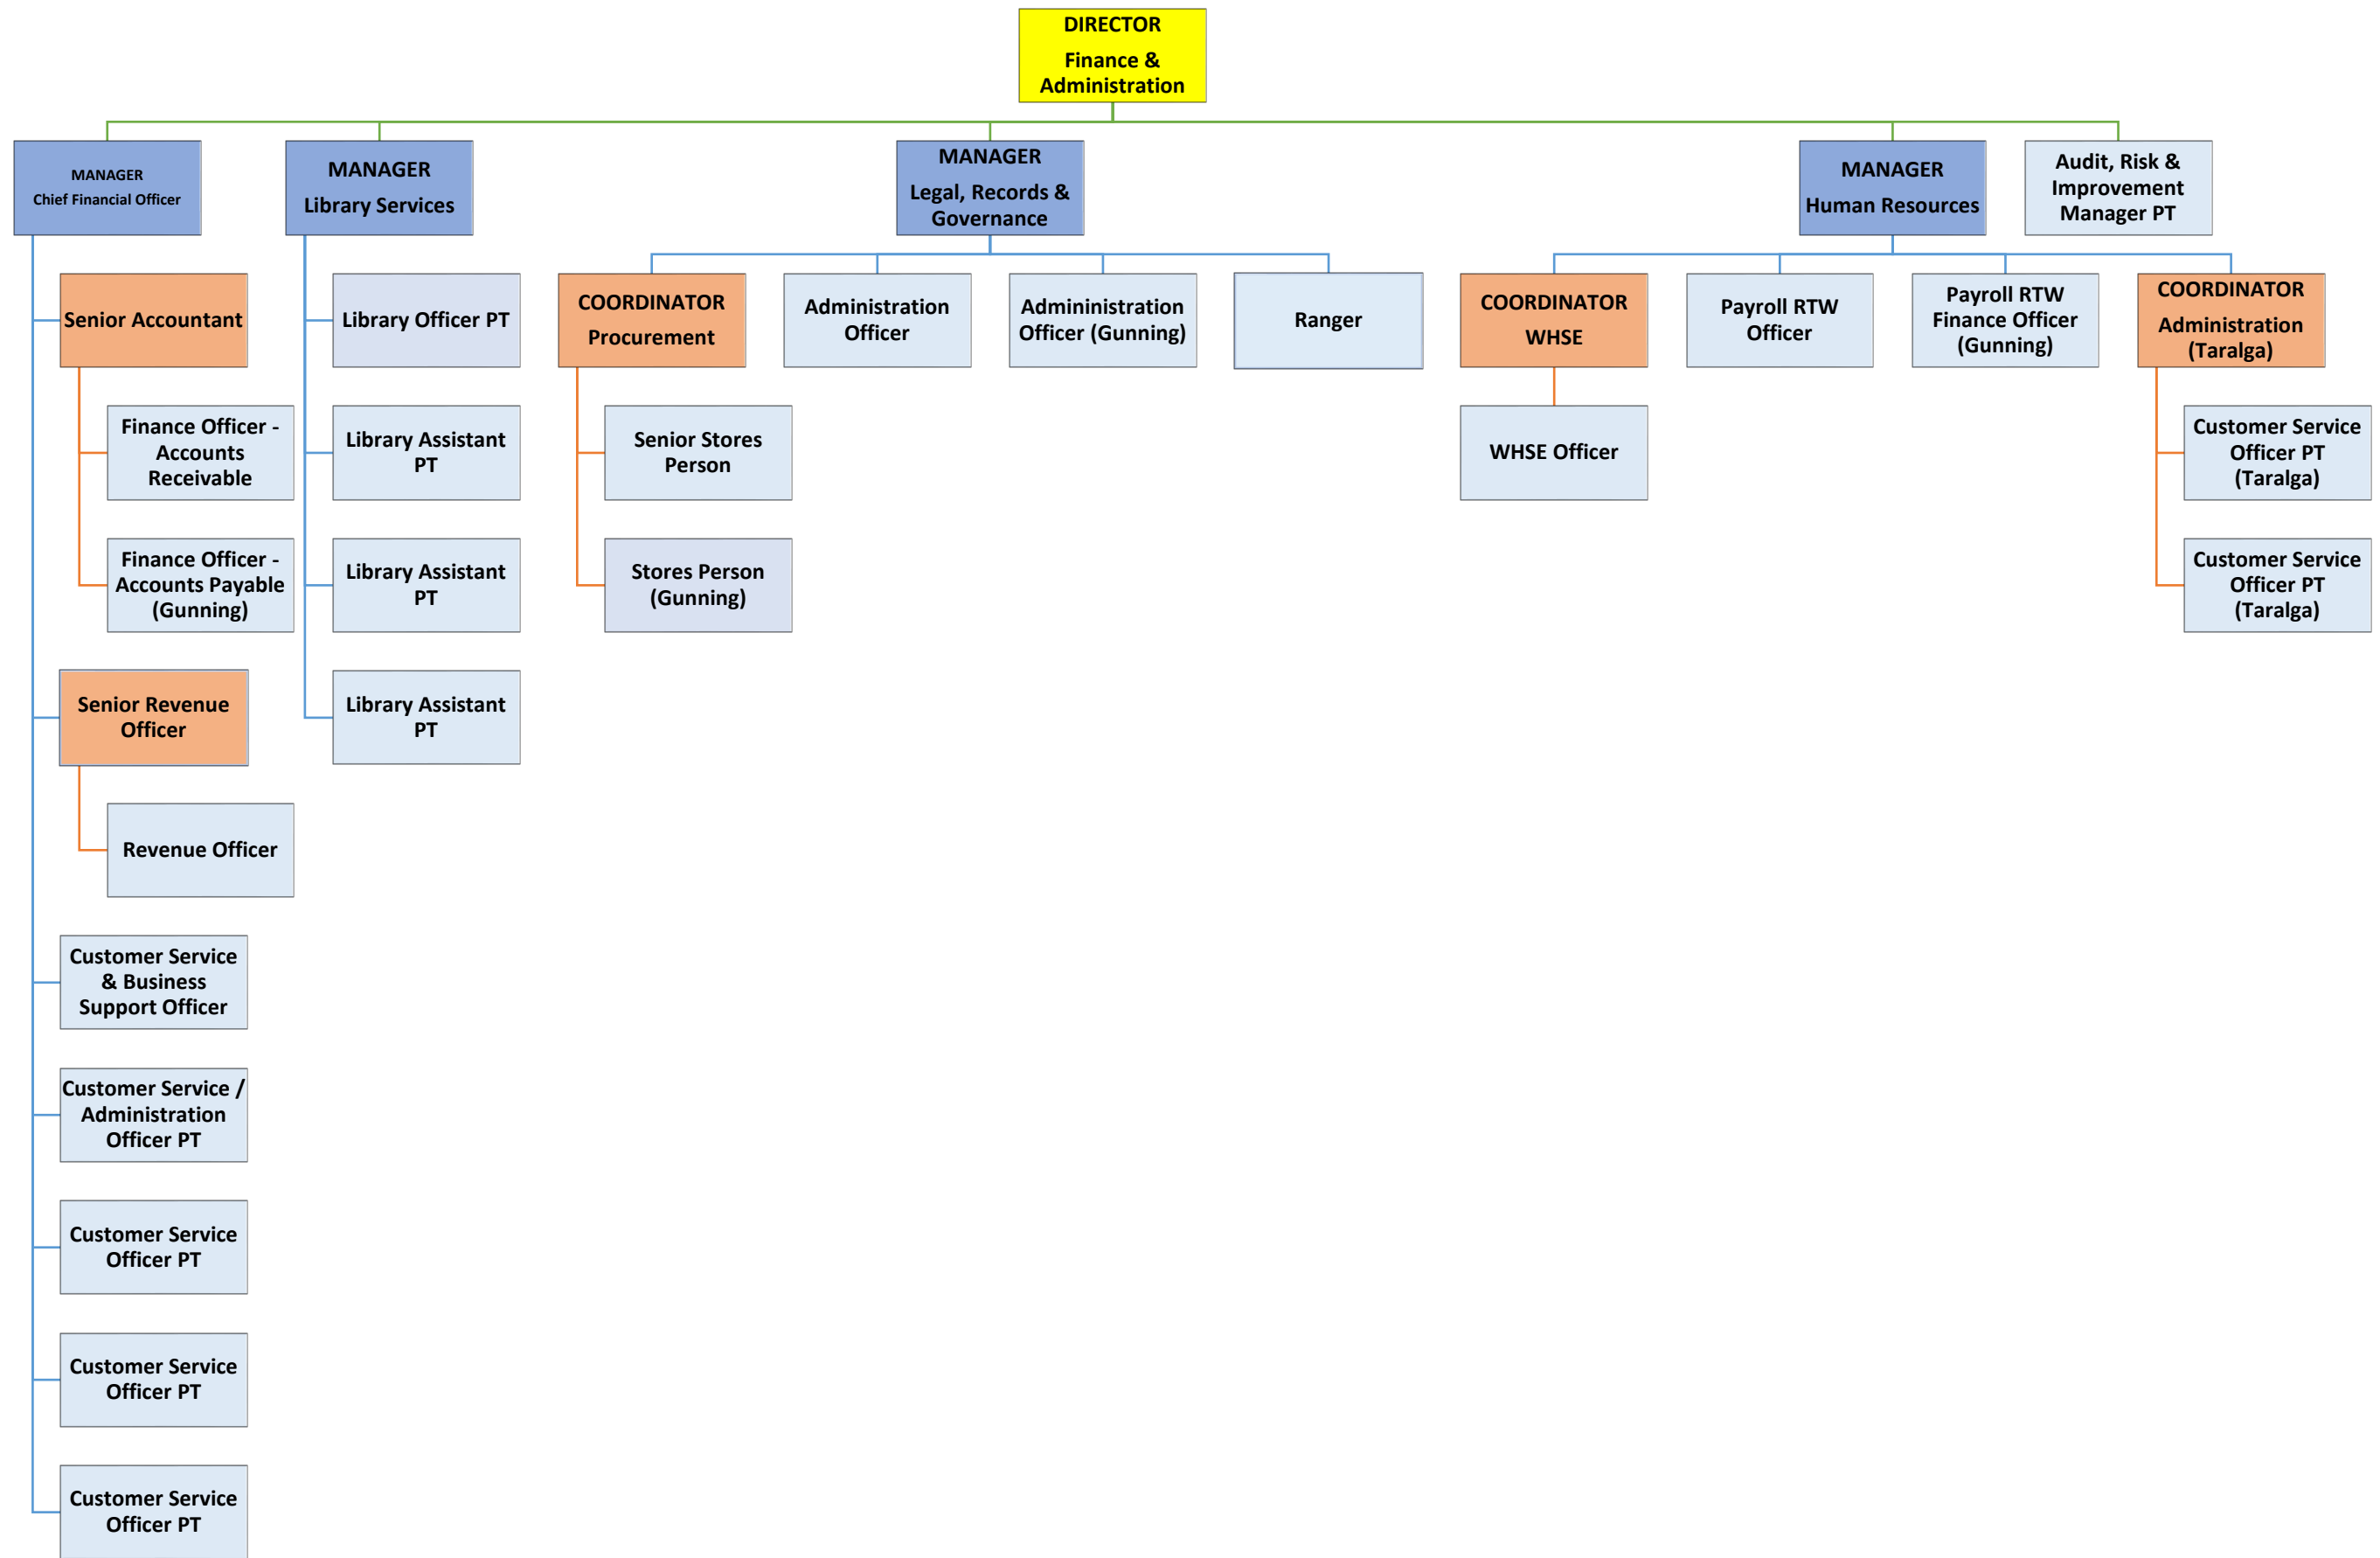 DIRECTOR
Finance &
Administration
MANAGER
Chief Financial Officer
MANAGER
Library Services
MANAGER
Legal, Records &
Governance
MANAGER
Human Resources
Audit, Risk &
Improvement
Manager PT
Senior Accountant
Library Officer PT
COORDINATOR
Procurement
Administration
Officer
Admininistration
Officer (Gunning)
Ranger
COORDINATOR
WHSE
Payroll RTW
Officer
Payroll RTW
Finance Officer
(Gunning)
COORDINATOR
Administration
(Taralga)
Finance Officer -
Accounts
Receivable
Library Assistant
PT
Senior Stores
Person
WHSE Officer
Customer Service
Officer PT
(Taralga)
Finance Officer -
Accounts Payable
(Gunning)
Library Assistant
PT
Stores Person
(Gunning)
Customer Service
Officer PT
(Taralga)
Senior Revenue
Officer
Library Assistant
PT
Revenue Officer
Customer Service
& Business
Support Officer
Customer Service /
Administration
Officer PT
Customer Service
Officer PT
Customer Service
Officer PT
Customer Service
Officer PT